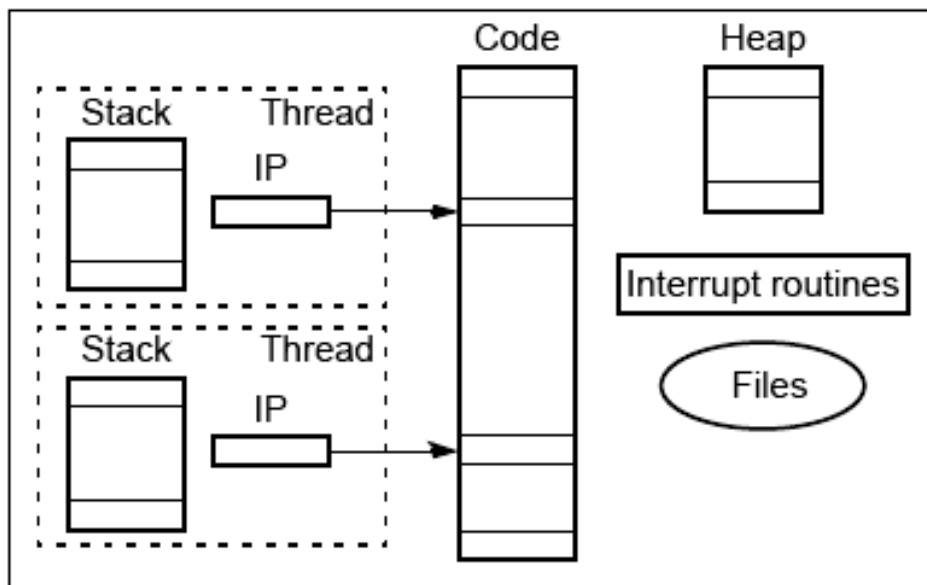 Code
Heap
Stack
Thread
IP
Interrupt routines
Stack
Thread
Files
IP